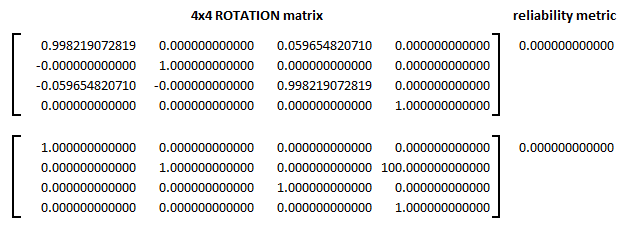 4x4 ROTATION matrix reliability metric
0.998219072819 0.000000000000 0.059654820710 0.000000000000 0.000000000000
-0.000000000000 1.000000000000 0.000000000000 0.000000000000
-0.059654820710 -0.000000000000 0.998219072819 0.000000000000
0.000000000000 0.000000000000 0.000000000000 1.000000000000
1.000000000000 0.000000000000 0.000000000000 0.000000000000 0.000000000000
0.000000000000 1.000000000000 0.000000000000 100.000000000000
0.000000000000 0.000000000000 1.000000000000 0.000000000000
0.000000000000 0.000000000000 0.000000000000 1.000000000000